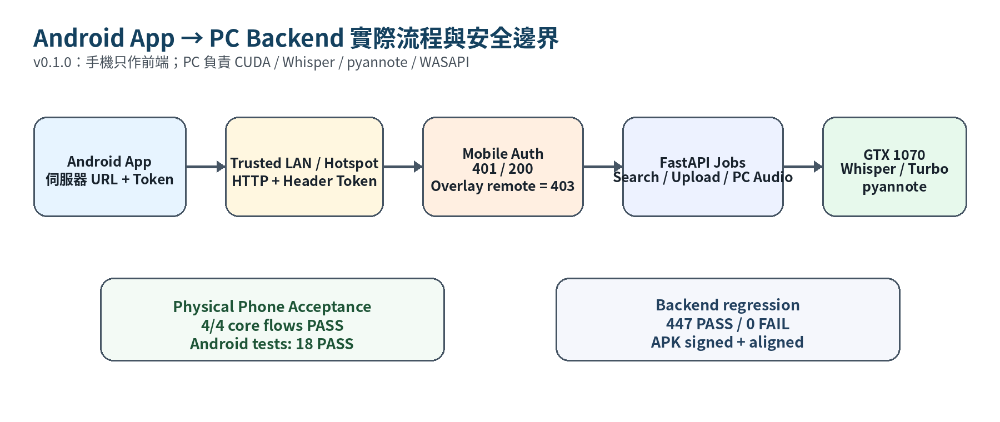 Android App → PC Backend 實際流程與安全邊界
v0.1.0：手機只作前端；PC 負責 CUDA / Whisper / pyannote / WASAPI
Android App
伺服器 URL + Token
Trusted LAN / Hotspot
HTTP + Header Token
Mobile Auth
401 / 200
Overlay remote = 403
FastAPI Jobs
Search / Upload / PC Audio
GTX 1070
Whisper / Turbo
pyannote
Physical Phone Acceptance
4/4 core flows PASS
Android tests: 18 PASS
Backend regression
447 PASS / 0 FAIL
APK signed + aligned